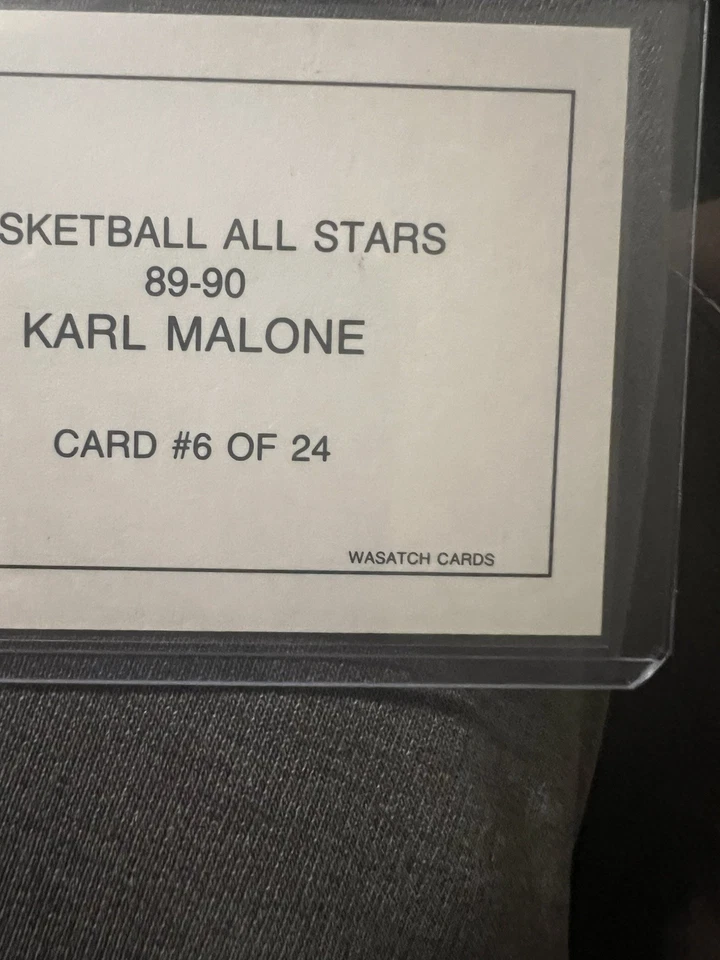 SKETBALL ALL STARS
89-90
KARL MALONE
CARD #6 OF 24
WASATCH CARDS